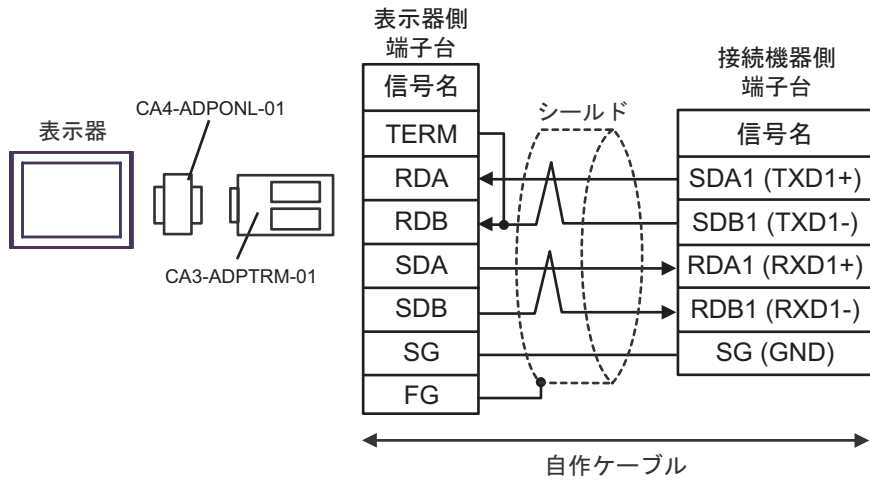 表示器
CA4-ADPONL-01
CA3-ADPTRM-01
表示器側
端子台
信号名
TERM
RDA
RDB
SDA
SDB
SG
FG
シールド
接続機器側
端子台
信号名
SDA1 (TXD1+)
SDB1 (TXD1-)
RDA1 (RXD1+)
RDB1 (RXD1-)
SG (GND)
自作ケーブル